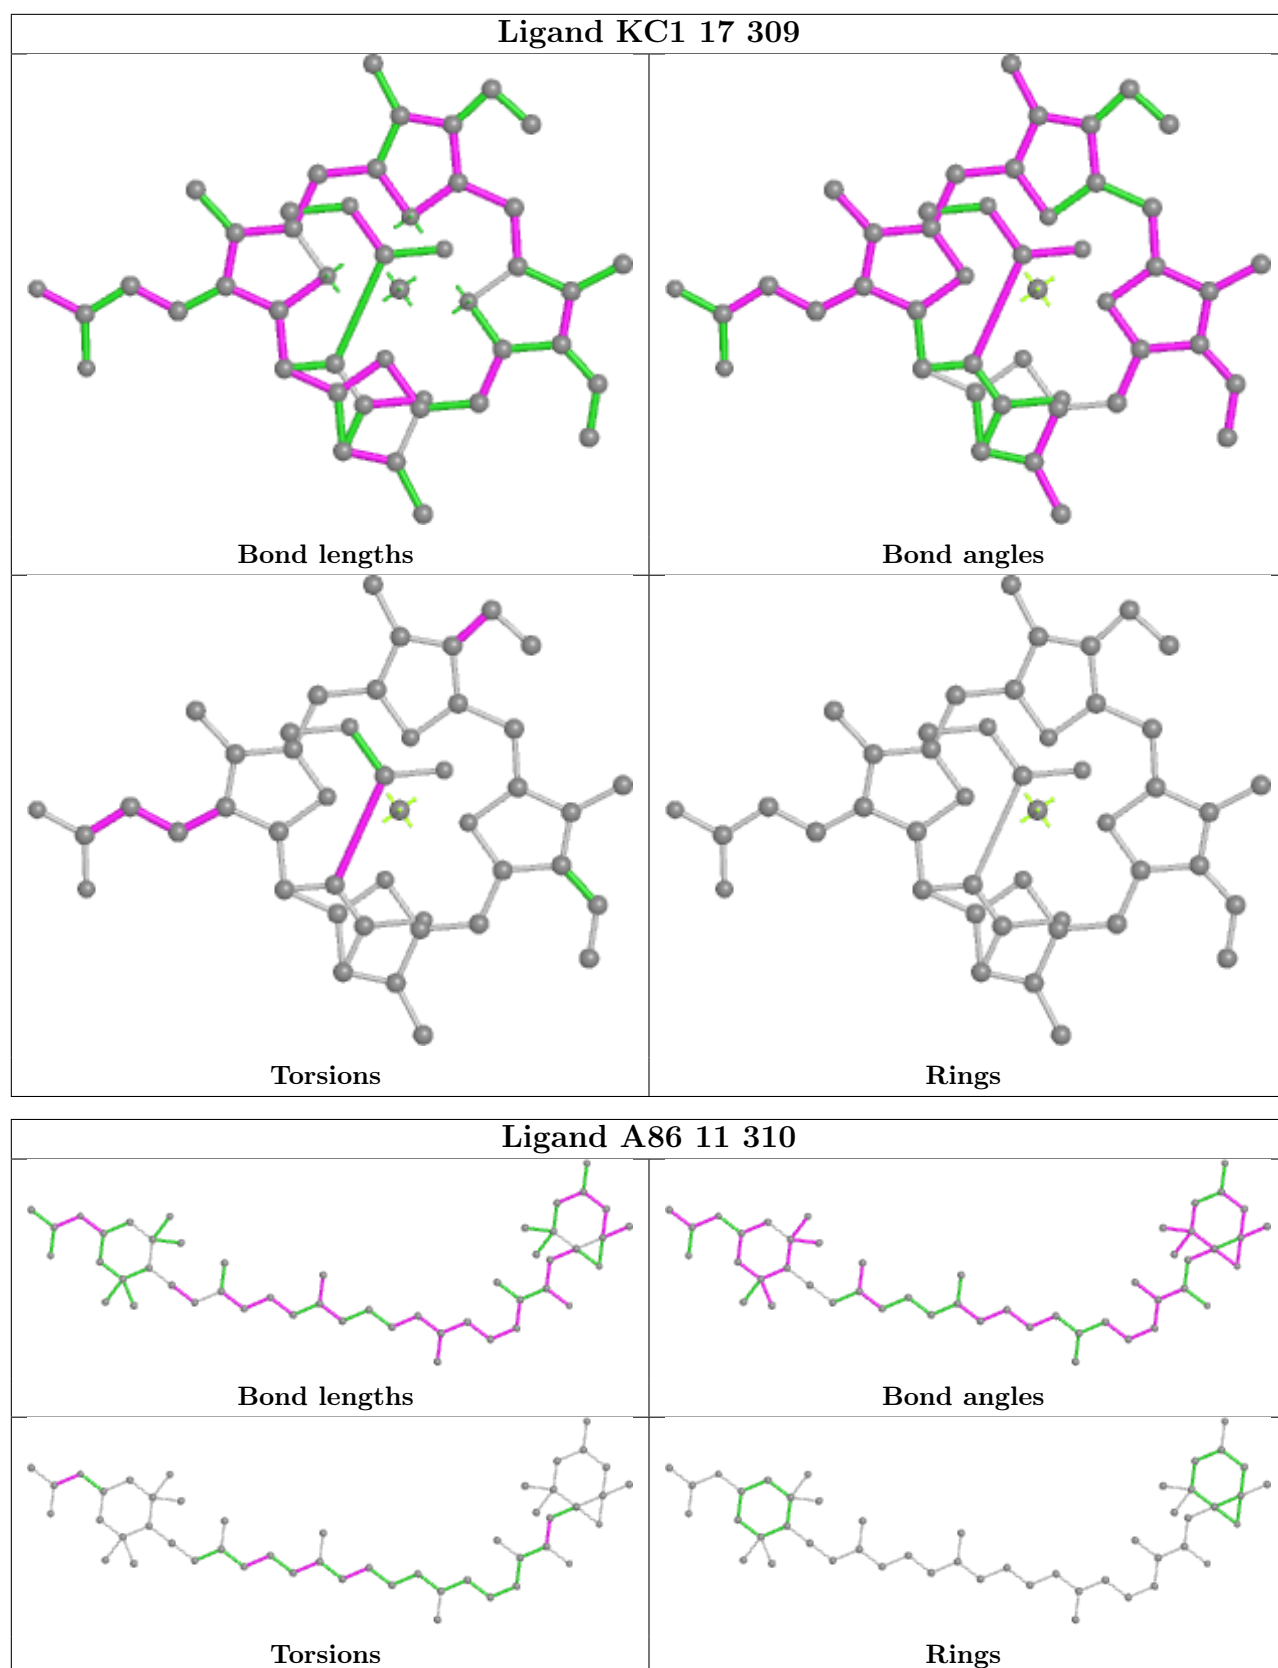 Ligand KC1 17 309
Bond lengths
Bond angles
Torsions
Rings
Ligand A86 11 310
Bond lengths
Bond angles
Torsions
Rings